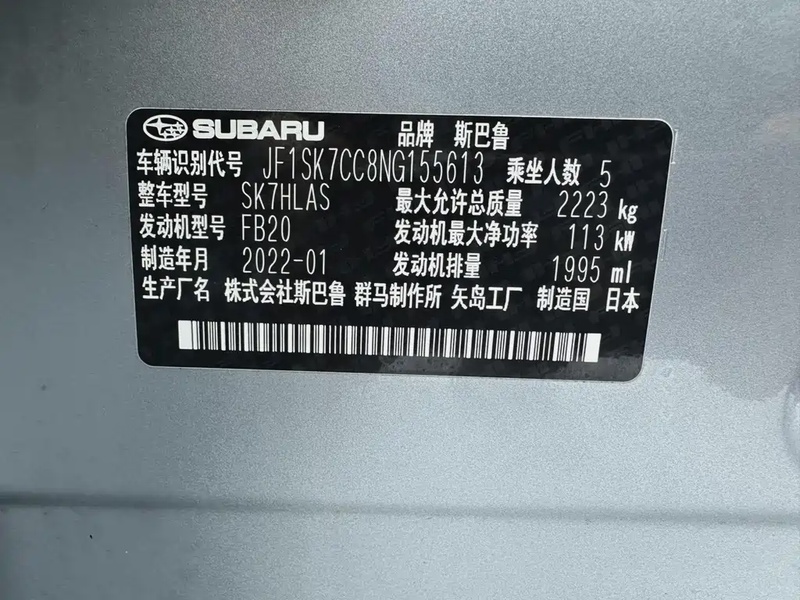 SUBARU 品牌 斯巴鲁
车辆识别代号 JF1SK7CC8NG155613 乘坐人数 5
整车型号 SK7HLAS 最大允许总质量 2223 kg
发动机型号 FB20 发动机最大净功率 113 kW
制造年月 2022-01 发动机排量 1995 ml
生产厂名 株式会社斯巴鲁 群马制作所 矢岛工厂 制造国 日本